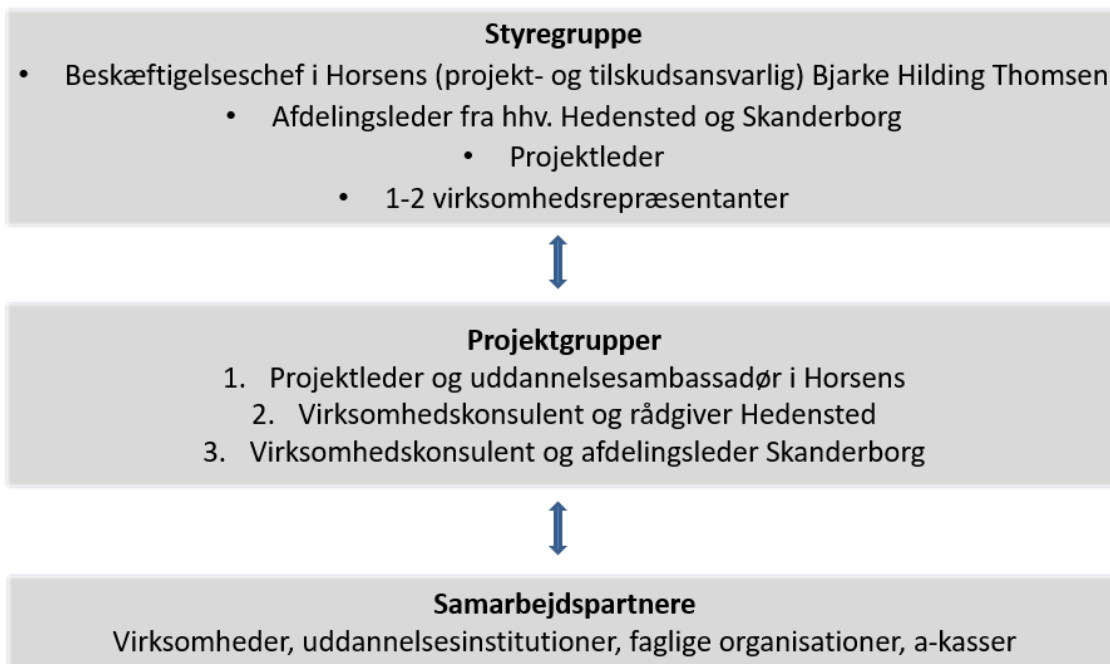 Styregruppe
• Beskæftigelseschef i Horsens (projekt- og tilskudsansvarlig) Bjarke Hilding Thomsen
• Afdelingsleder fra hhv. Hedensted og Skanderborg
• Projektleder
• 1-2 virksomhedsrepræsentanter
Projektgrupper
1. Projektleder og uddannelsesambassadør i Horsens
2. Virksomhedskonsulent og rådgiver Hedensted
3. Virksomhedskonsulent og afdelingsleder Skanderborg
Samarbejdspartnere
Virksomheder, uddannelsesinstitutioner, faglige organisationer, a-kasser